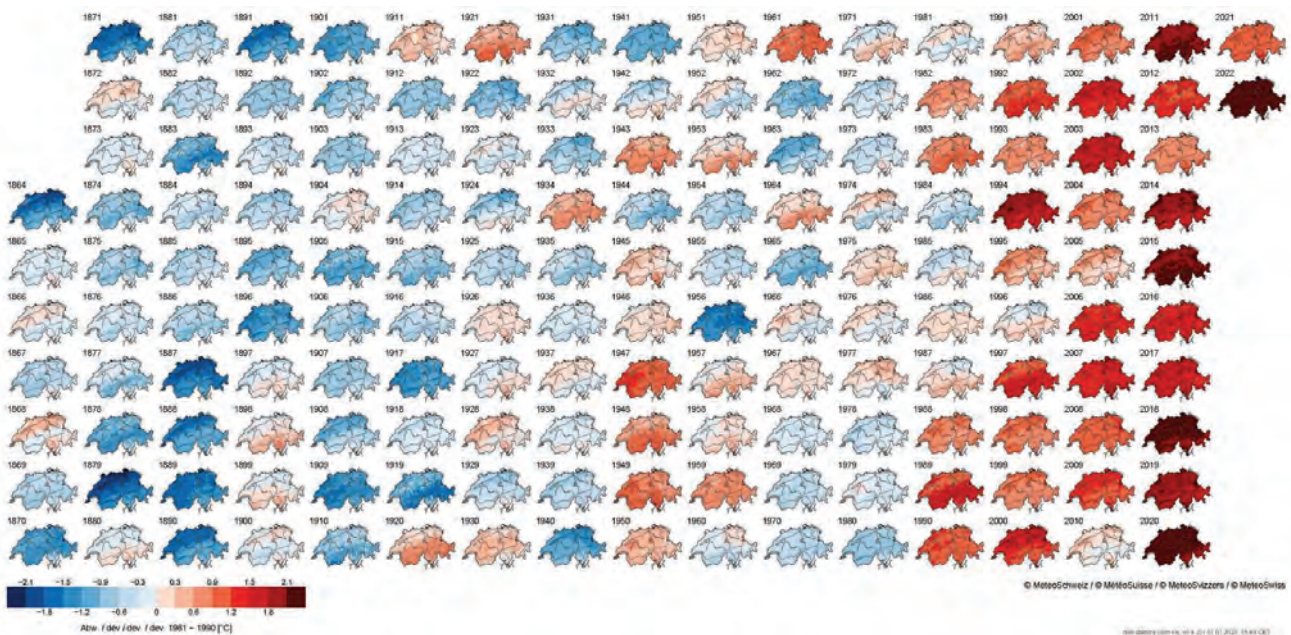 1871 1881 1891 1901 1911 1921 1931 1941 1951 1961 1971 1981 1991 2001 2011 2021
1872 1882 1892 1902 1912 1922 1932 1942 1952 1962 1972 1982 1992 2002 2012 2022
1873 1883 1893 1903 1913 1923 1933 1943 1953 1963 1973 1983 1993 2003 2013
1864 1874 1884 1894 1904 1914 1924 1934 1944 1954 1964 1974 1984 1994 2004 2014
1865 1875 1885 1895 1905 1915 1925 1935 1945 1955 1965 1975 1985 1995 2005 2015
1866 1876 1886 1896 1906 1916 1926 1936 1946 1956 1966 1976 1986 1996 2006 2016
1867 1877 1887 1897 1907 1917 1927 1937 1947 1957 1967 1977 1987 1997 2007 2017
1868 1878 1888 1898 1908 1918 1928 1938 1948 1958 1968 1978 1988 1998 2008 2018
1869 1879 1889 1899 1909 1919 1929 1939 1949 1959 1969 1979 1989 1999 2009 2019
1870 1880 1890 1900 1910 1920 1930 1940 1950 1960 1970 1980 1990 2000 2010 2020
−2.1 −1.5 −0.9 −0.3 0.3 0.9 1.5 2.1
−1.8 −1.2 −0.6 0 0.6 1.2 1.8
Abw. / dev / dev. / dev. 1961 − 1990 [°C]
© MeteoSchweiz / © MétéoSuisse / © MeteoSvizzera / © MeteoSwiss